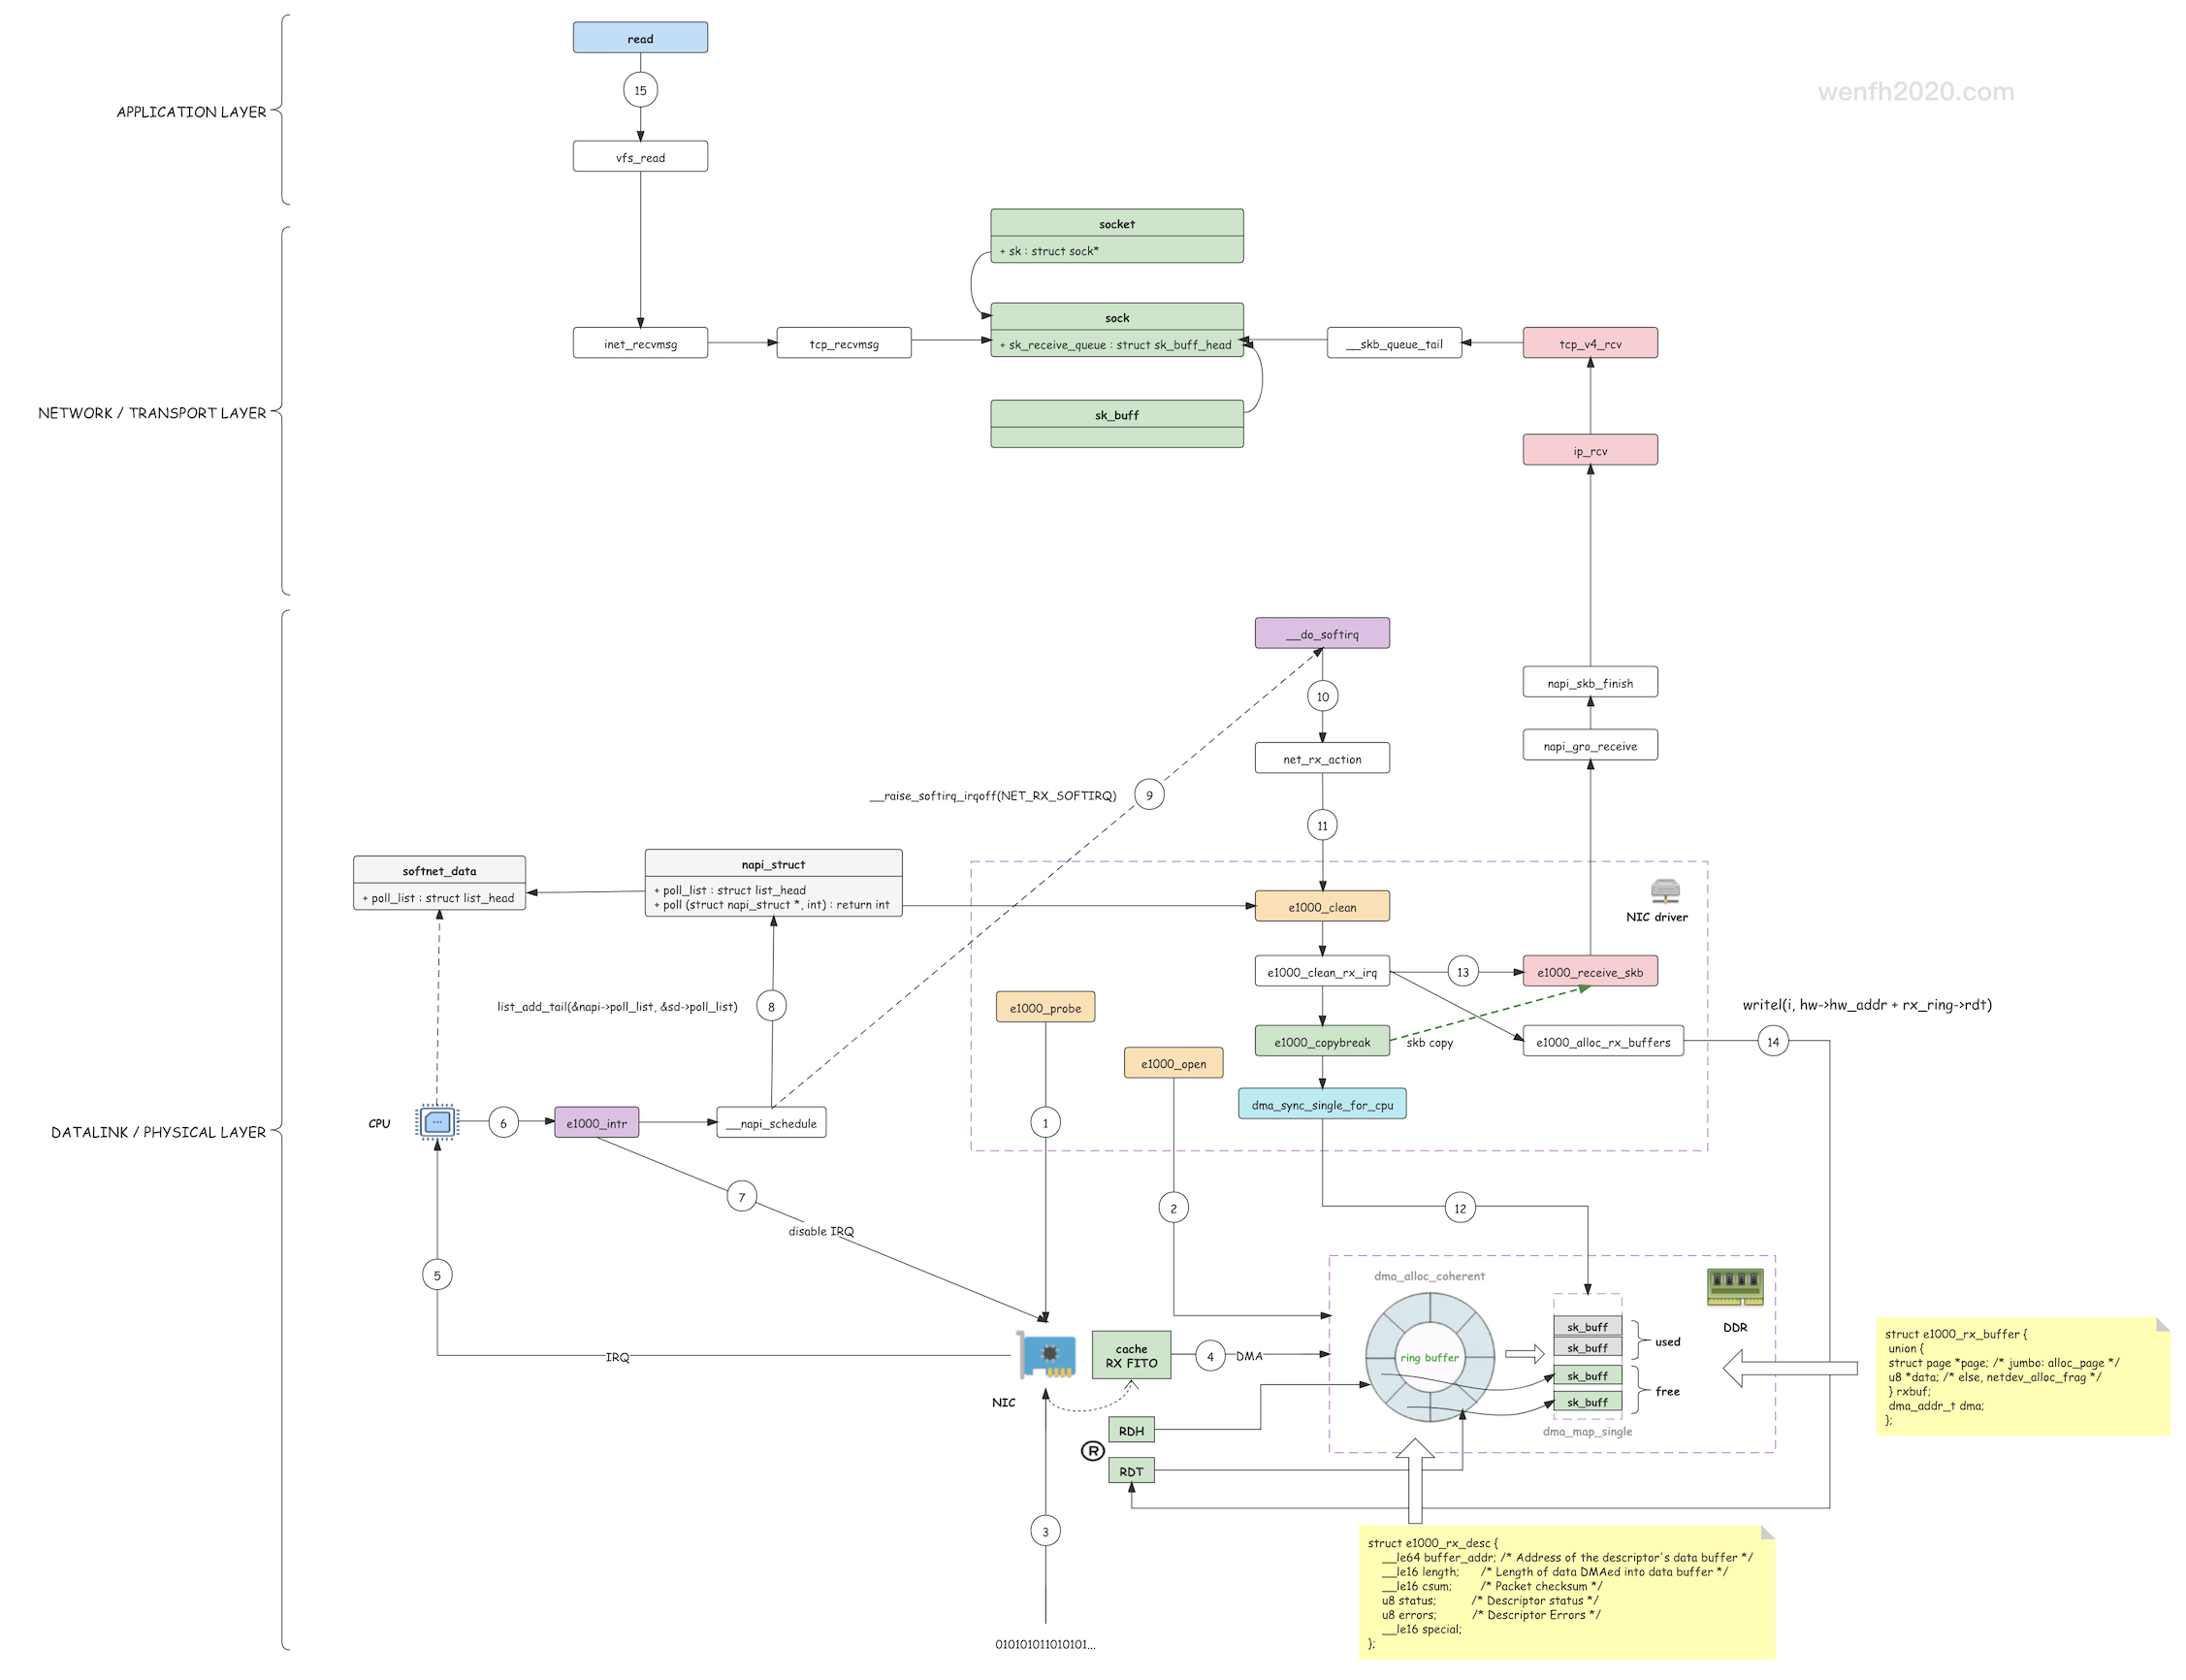 read
15
wenfh2020.com
APPLICATION LAYER
vfs_read
socket
+ sk : struct sock*
sock
+ sk_receive_queue : struct sk_buff_head
inet_recvmsg
tcp_recvmsg
__skb_queue_tail
tcp_v4_rcv
NETWORK / TRANSPORT LAYER
sk_buff
ip_rcv
__do_softirq
10
napi_skb_finish
net_rx_action
napi_gro_receive
__raise_softirq_irqoff(NET_RX_SOFTIRQ)
9
11
softnet_data
+ poll_list : struct list_head
napi_struct
+ poll_list : struct list_head
+ poll (struct napi_struct *, int) : return int
e1000_clean
NIC driver
e1000_clean_rx_irq
13
e1000_receive_skb
list_add_tail(&napi->poll_list, &sd->poll_list)
8
e1000_probe
writel(i, hw->hw_addr + rx_ring->rdt)
e1000_copybreak
skb copy
e1000_alloc_rx_buffers
14
e1000_open
dma_sync_single_for_cpu
DATALINK / PHYSICAL LAYER
CPU
6
e1000_intr
__napi_schedule
1
7
disable IRQ
2
12
5
dma_alloc_coherent
ring buffer
sk_buff
sk_buff
used
sk_buff
sk_buff
free
dma_map_single
DDR
IRQ
NIC
cache
RX FITO
4
DMA
RDH
R
RDT
struct e1000_rx_buffer {
union {
struct page *page; /* jumbo: alloc_page */
u8 *data; /* else, netdev_alloc_frag */
} rxbuf;
dma_addr_t dma;
};
3
struct e1000_rx_desc {
__le64 buffer_addr; /* Address of the descriptor's data buffer */
__le16 length; /* Length of data DMAed into data buffer */
__le16 csum; /* Packet checksum */
u8 status; /* Descriptor status */
u8 errors; /* Descriptor Errors */
__le16 special;
};
010101011010101...